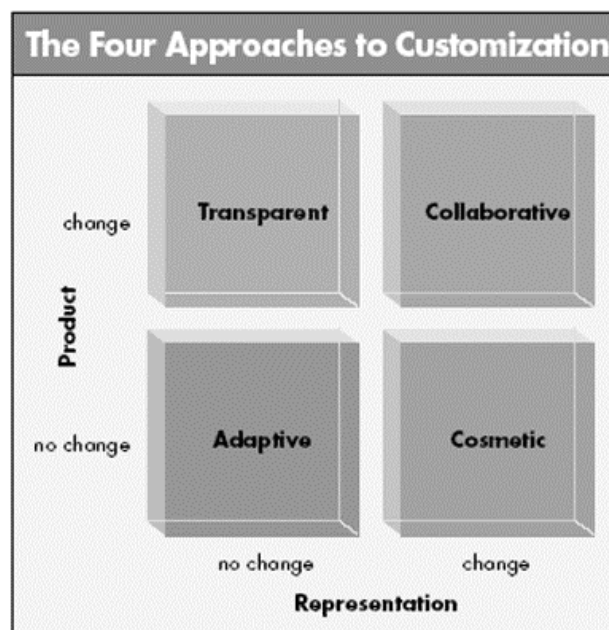 The Four Approaches to Customization
change
Transparent
Collaborative
Product
no change
Adaptive
Cosmetic
no change
change
Representation